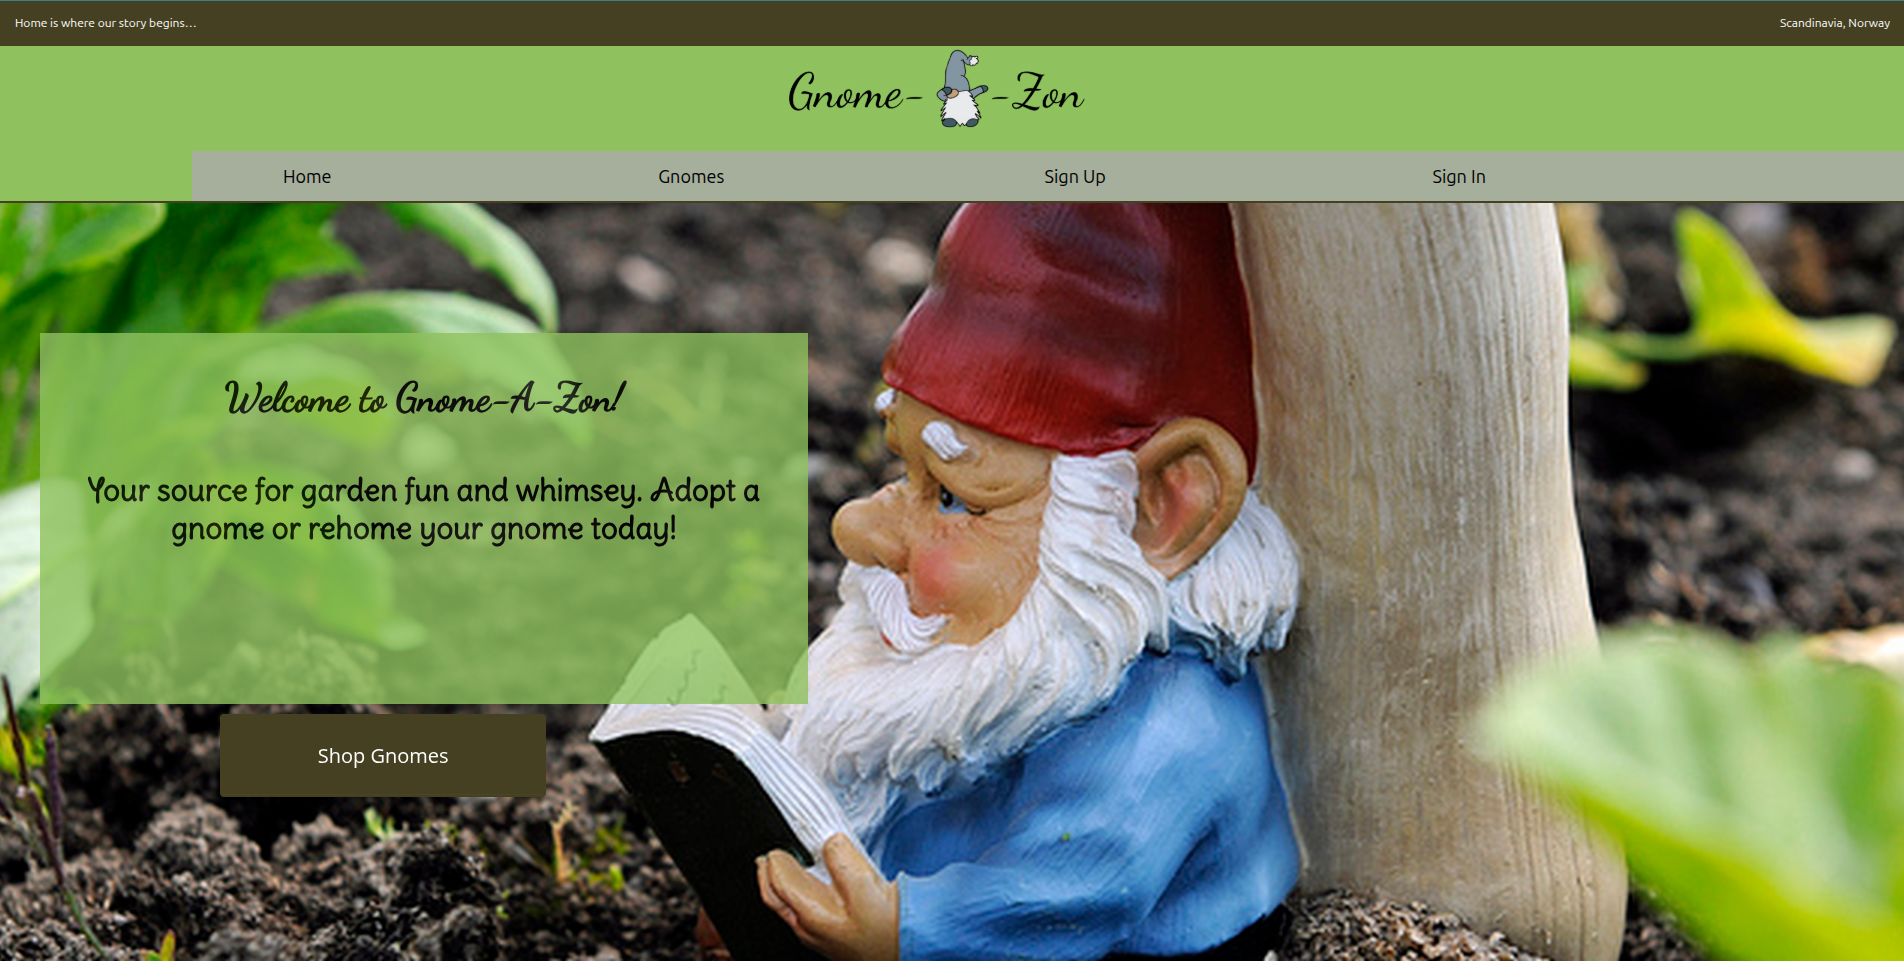 Home is where our story begins...
Scandinavia, Norway
Gnome- -Zon
Home
Gnomes
Sign Up
Sign In
Welcome to Gnome-A-Zon!
Your source for garden fun and whimsey. Adopt a
gnome or rehome your gnome today!
Shop Gnomes